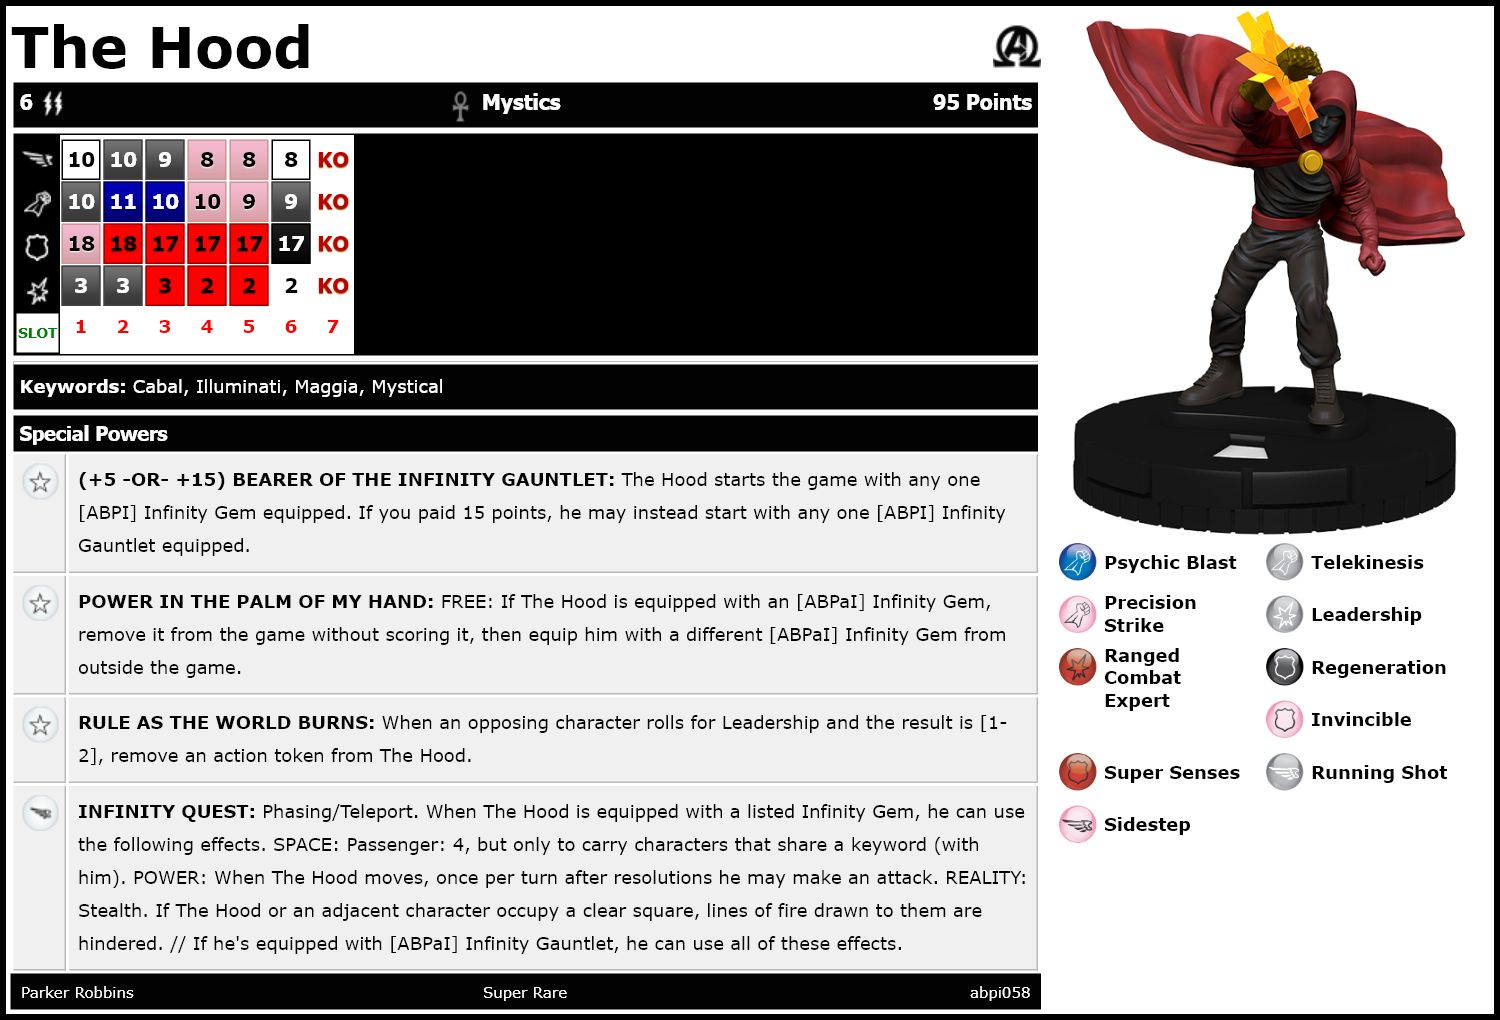 The Hood
6 Mystics 95 Points
10 10 9 8 8 8 KO
10 11 10 10 9 9 KO
18 18 17 17 17 17 KO
3 3 3 2 2 2 KO
SLOT 1 2 3 4 5 6 7
Keywords: Cabal, Illuminati, Maggia, Mystical
Special Powers
(+5 -OR- +15) BEARER OF THE INFINITY GAUNTLET: The Hood starts the game with any one
[ABPI] Infinity Gem equipped. If you paid 15 points, he may instead start with any one [ABPI] Infinity
Gauntlet equipped.
POWER IN THE PALM OF MY HAND: FREE: If The Hood is equipped with an [ABPaI] Infinity Gem,
remove it from the game without scoring it, then equip him with a different [ABPaI] Infinity Gem from
outside the game.
RULE AS THE WORLD BURNS: When an opposing character rolls for Leadership and the result is [1-
2], remove an action token from The Hood.
INFINITY QUEST: Phasing/Teleport. When The Hood is equipped with a listed Infinity Gem, he can use
the following effects. SPACE: Passenger: 4, but only to carry characters that share a keyword (with
him). POWER: When The Hood moves, once per turn after resolutions he may make an attack. REALITY:
Stealth. If The Hood or an adjacent character occupy a clear square, lines of fire drawn to them are
hindered. // If he's equipped with [ABPaI] Infinity Gauntlet, he can use all of these effects.
Parker Robbins Super Rare abpi058
Psychic Blast Telekinesis
Precision
Strike
Leadership
Ranged
Combat
Expert
Regeneration
Invincible
Super Senses Running Shot
Sidestep